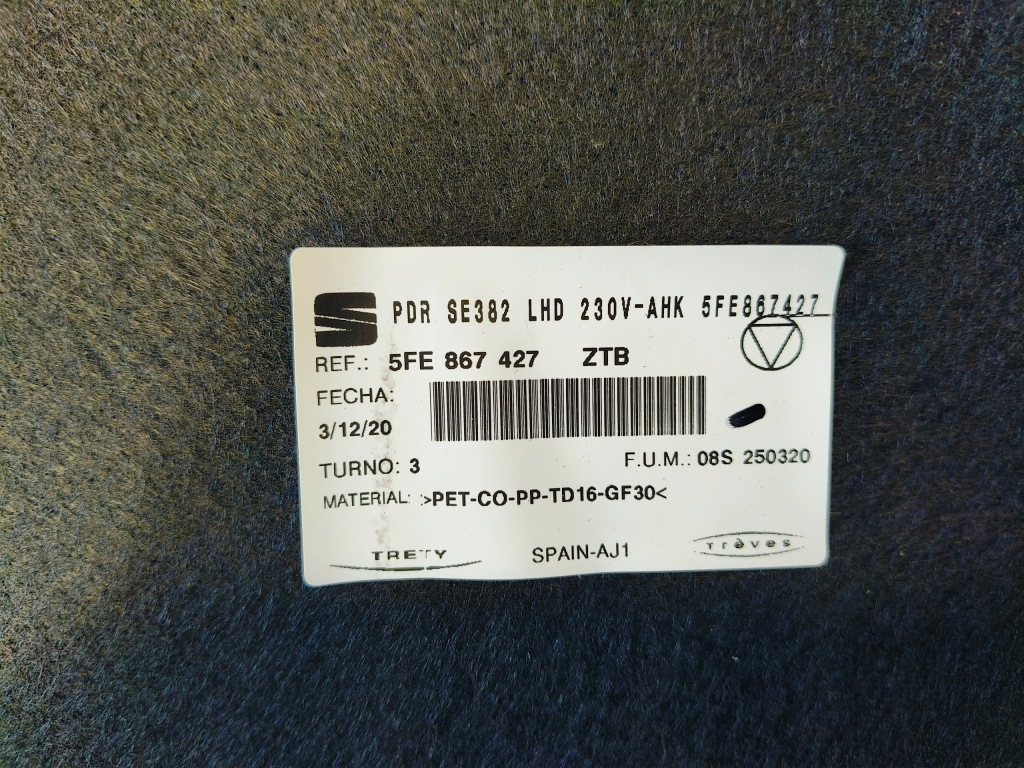 PDR SE382 LHD 230V-AHK 5FE867427
REF.: 5FE 867 427 ZTB
FECHA:
3/12/20
TURNO: 3 F.U.M.: 08S 250320
MATERIAL: >PET-CO-PP-TD16-GF30<
TRETY SPAIN-AJ1 Trèves